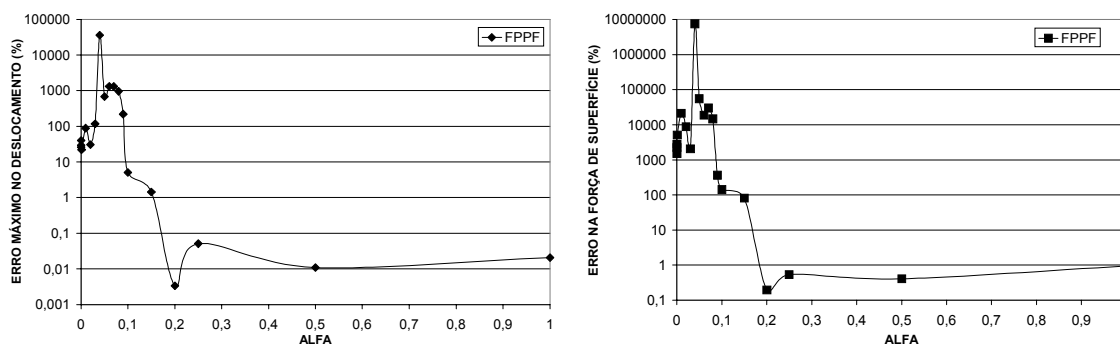 ERRO MÁXIMO NO DESLOCAMENTO (%)
100000
10000
1000
100
10
1
0,1
0,01
0,001
FPPF
0 0,1 0,2 0,3 0,4 0,5 0,6 0,7 0,8 0,9 1
ALFA
ERRO NA FORÇA DE SUPERFÍCIE (%)
10000000
1000000
100000
10000
1000
100
10
1
0,1
FPPF
0 0,1 0,2 0,3 0,4 0,5 0,6 0,7 0,8 0,9
ALFA